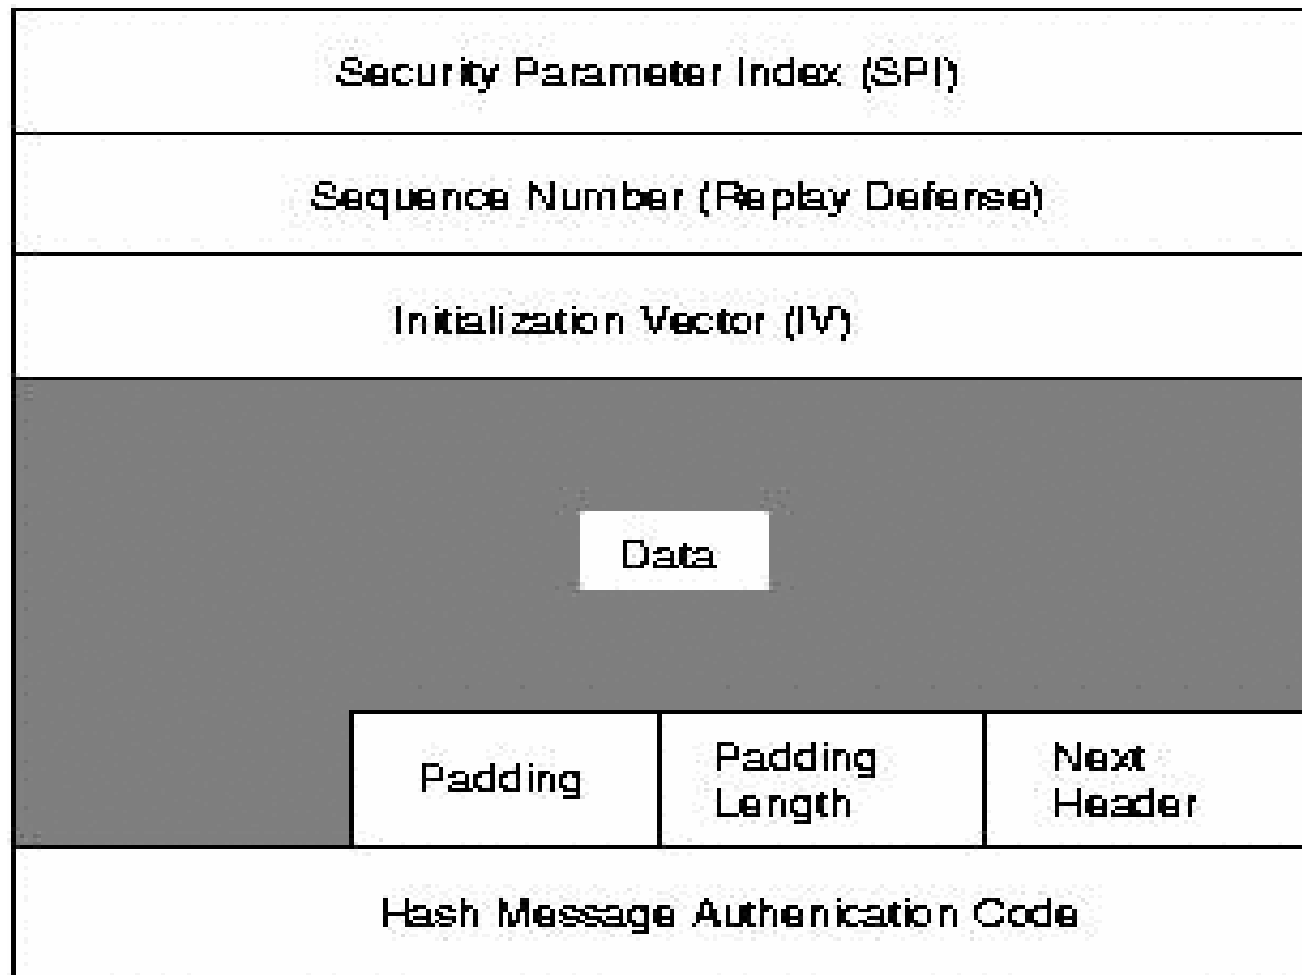 Security Parameter Index (SPI)
Sequence Number (Replay Defense)
Initialization Vector (IV)
Data
Padding
Padding
Length
Next
Header
Hash Message Authenication Code